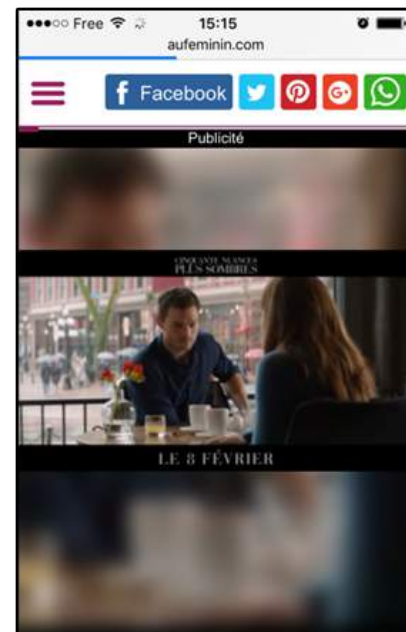 Free 15:15
aufeminin.com
f Facebook
G+
Publicité
CINQUANTE NUANCES
PLUS SOMBRES
LE 8 FÉVRIER